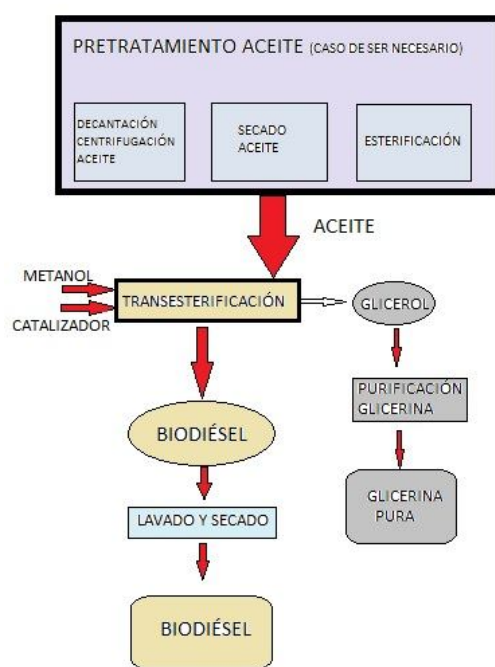 PRETRATAMIENTO ACEITE (CASO DE SER NECESARIO)
DECANTACIÓN
CENTRIFUGACIÓN
ACEITE
SECADO
ACEITE
ESTERIFICACIÓN
ACEITE
METANOL
CATALIZADOR
TRANSESTERIFICACIÓN
GLICEROL
PURIFICACIÓN
GLICERINA
BIODIÉSEL
GLICERINA
PURA
LAVADO Y SECADO
BIODIÉSEL